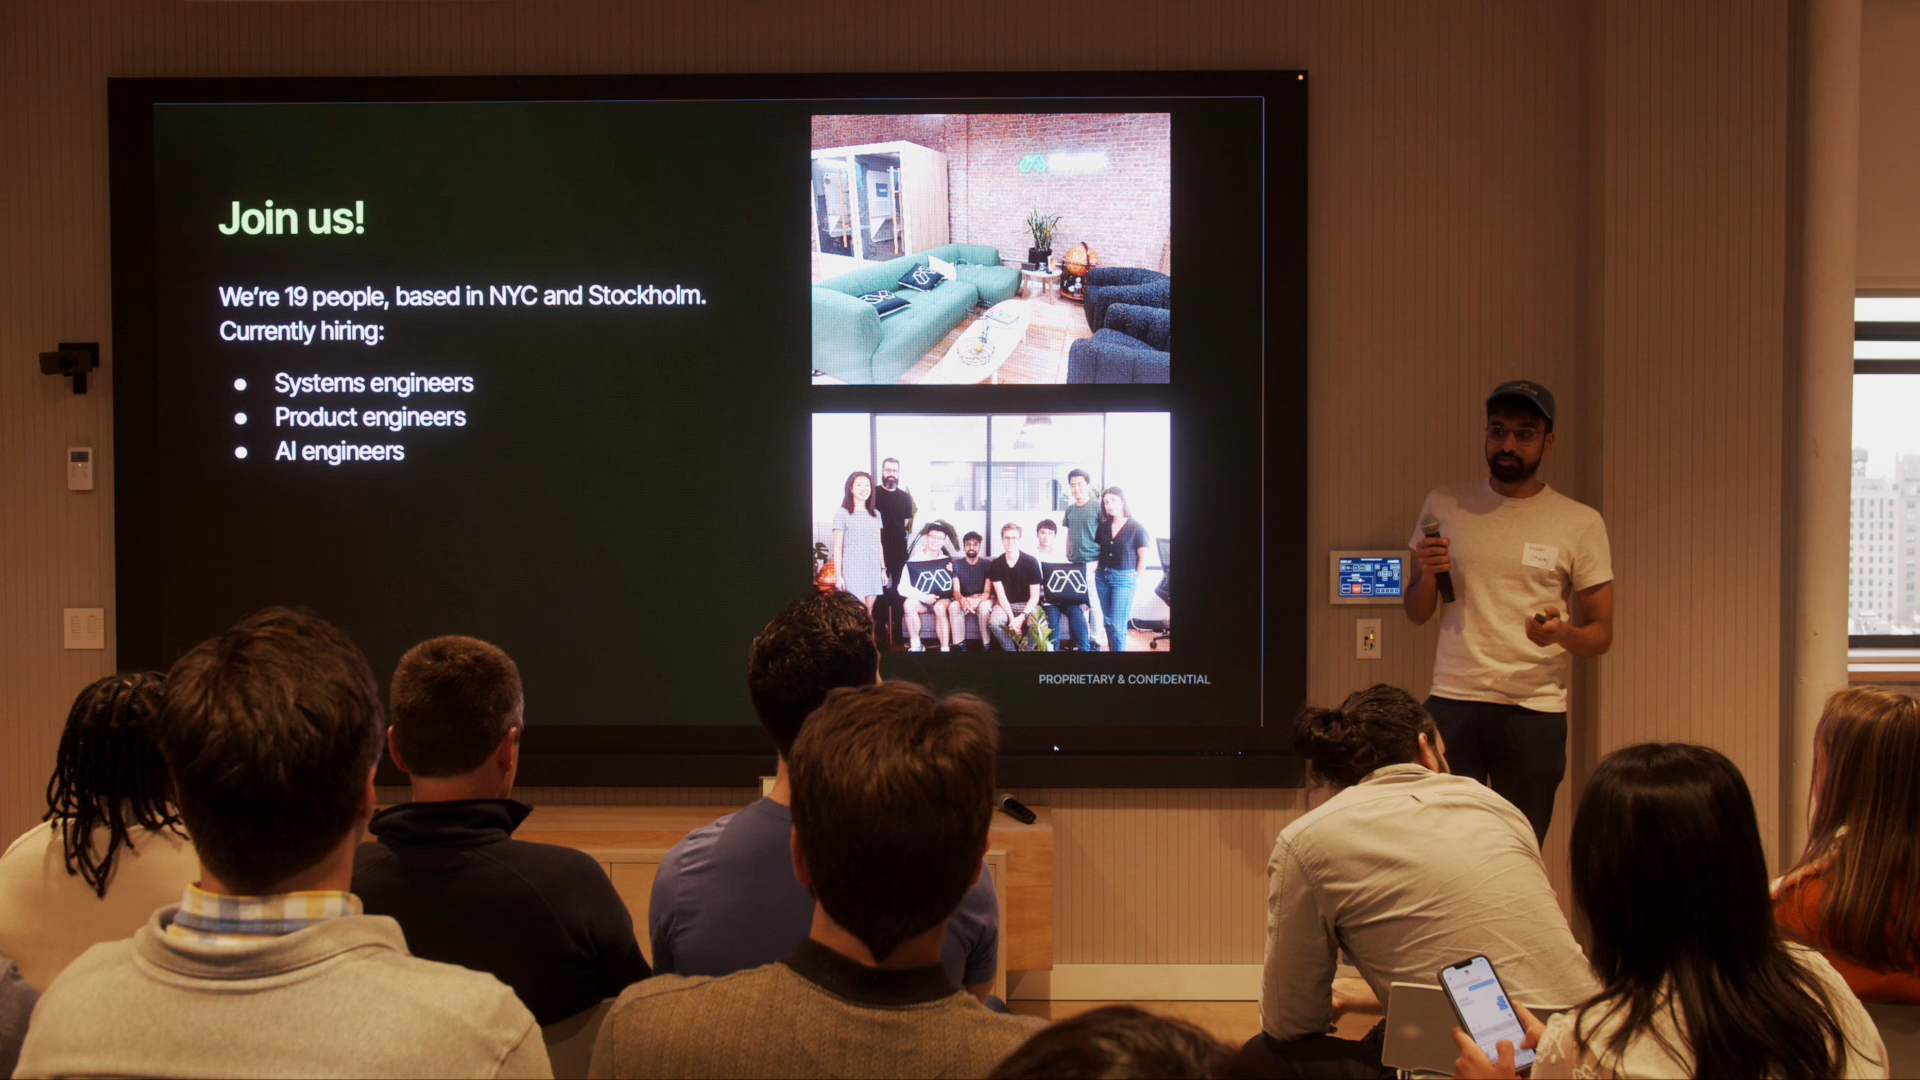 Join us!
We're 19 people, based in NYC and Stockholm.
Currently hiring:
● Systems engineers
● Product engineers
● AI engineers
PROPRIETARY & CONFIDENTIAL